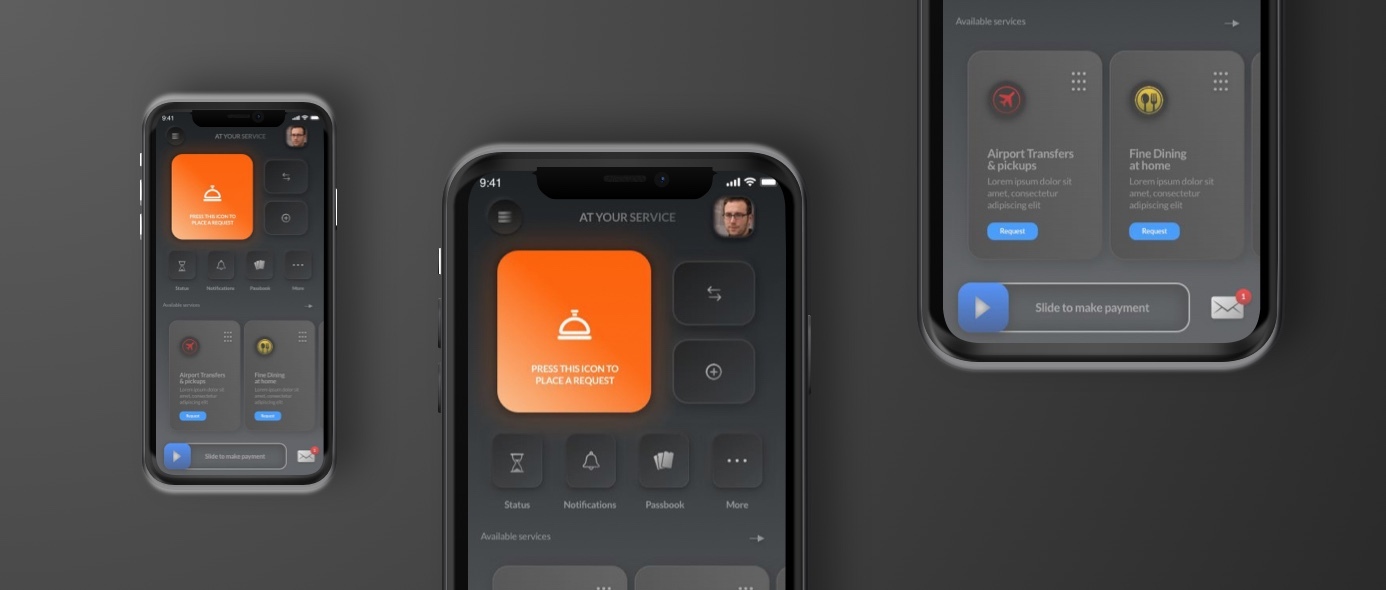 9:41
AT YOUR SERVICE
PRESS THIS ICON TO
PLACE A REQUEST
Status
Notifications
Passbook
More
Available services
Airport Transfers
& pickups
Lorem ipsum dolor sit
amet, consectetur
adipiscing elit
Request
Fine Dining
at home
Lorem ipsum dolor sit
amet, consectetur
adipiscing elit
Request
Slide to make payment
1
9:41
AT YOUR SERVICE
PRESS THIS ICON TO
PLACE A REQUEST
Status
Notifications
Passbook
More
Available services
Available services
Airport Transfers
& pickups
Lorem ipsum dolor sit
amet, consectetur
adipiscing elit
Request
Fine Dining
at home
Lorem ipsum dolor sit
amet, consectetur
adipiscing elit
Request
Slide to make payment
1